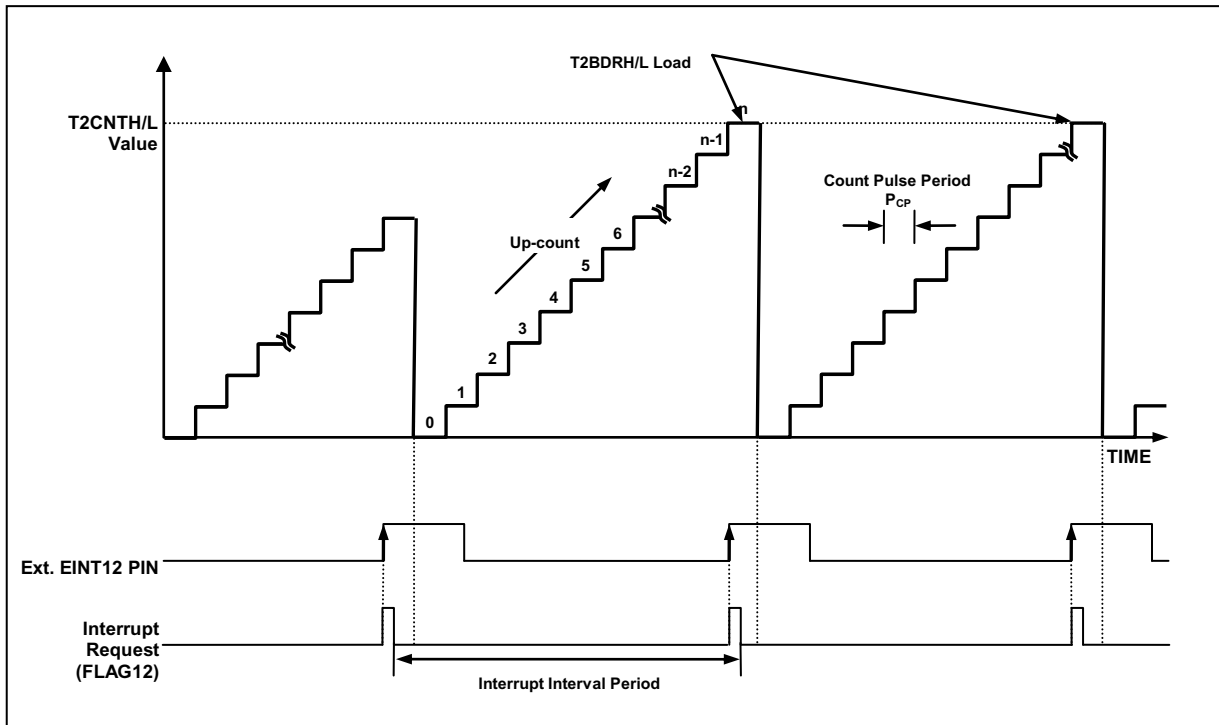 T2BDRH/L Load
T2CNTH/L
Value
n
n-1
n-2
Count Pulse Period
PCP
Up-count
6
5
4
3
2
1
0
TIME
Ext. EINT12 PIN
Interrupt
Request
(FLAG12)
Interrupt Interval Period